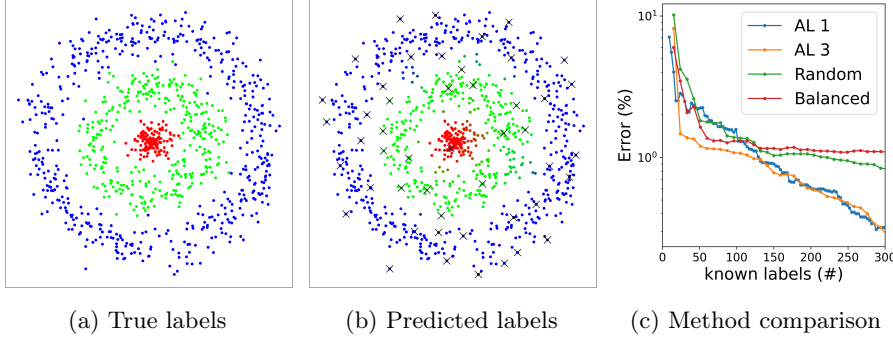 10¹
10⁰
Error (%)
AL 1
AL 3
Random
Balanced
0 50 100 150 200 250 300
known labels (#)
(a) True labels (b) Predicted labels (c) Method comparison